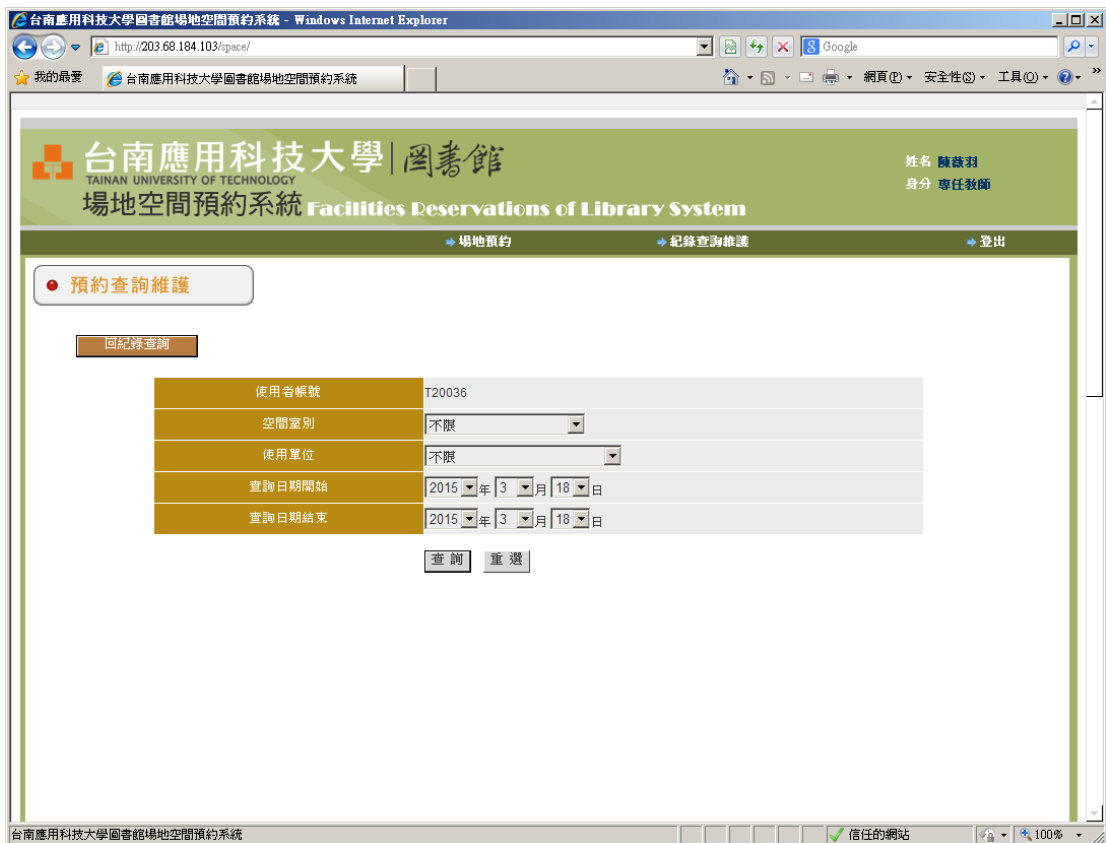 台南應用科技大學圖書館場地空間預約系統 - Windows Internet Explorer
http://203.68.184.103/space/
Google
我的最愛
台南應用科技大學圖書館場地空間預約系統
網頁(P) 安全性(S) 工具(O)
台南應用科技大學 圖書館
TAINAN UNIVERSITY OF TECHNOLOGY
場地空間預約系統 Facilities Reservations of Library System
姓名 陳薇羽
身分 專任教師
場地預約 紀錄查詢維護 登出
預約查詢維護
回紀錄查詢
使用者帳號 T20036
空間室別 不限
使用單位 不限
查詢日期開始 2015 年 3 月 18 日
查詢日期結束 2015 年 3 月 18 日
查 詢 重 選
台南應用科技大學圖書館場地空間預約系統 信任的網站 100%